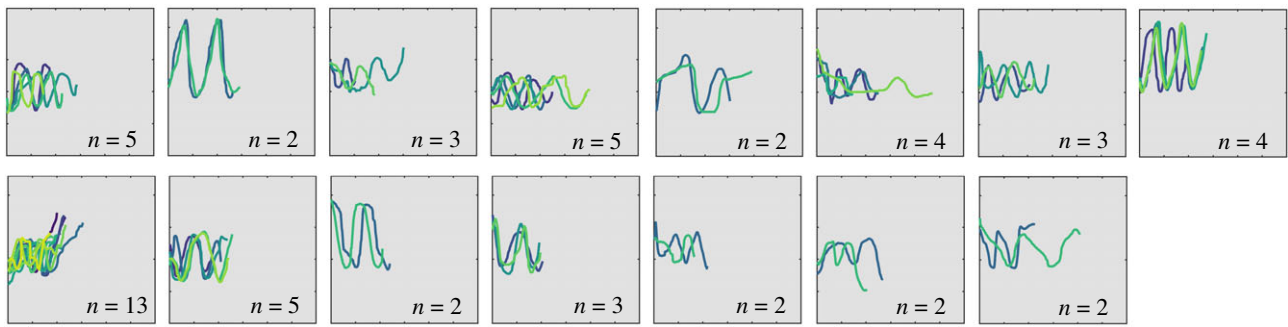 n = 5
n = 2
n = 3
n = 5
n = 2
n = 4
n = 3
n = 4
n = 13
n = 5
n = 2
n = 3
n = 2
n = 2
n = 2